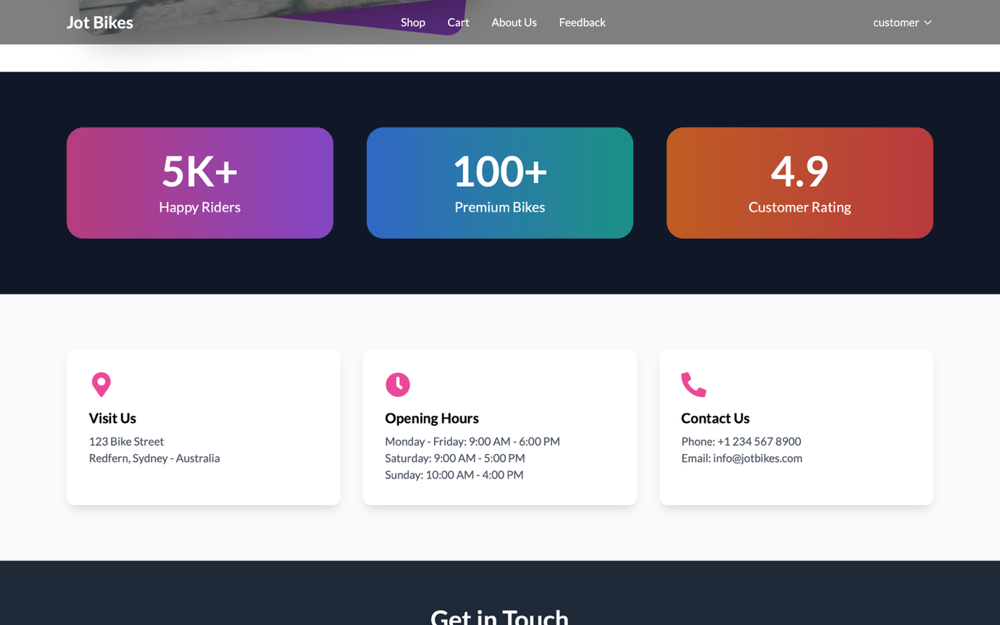 Jot Bikes
Shop Cart About Us Feedback
customer
5K+
Happy Riders
100+
Premium Bikes
4.9
Customer Rating
Visit Us
123 Bike Street
Redfern, Sydney - Australia
Opening Hours
Monday - Friday: 9:00 AM - 6:00 PM
Saturday: 9:00 AM - 5:00 PM
Sunday: 10:00 AM - 4:00 PM
Contact Us
Phone: +1 234 567 8900
Email: info@jotbikes.com
Get in Touch